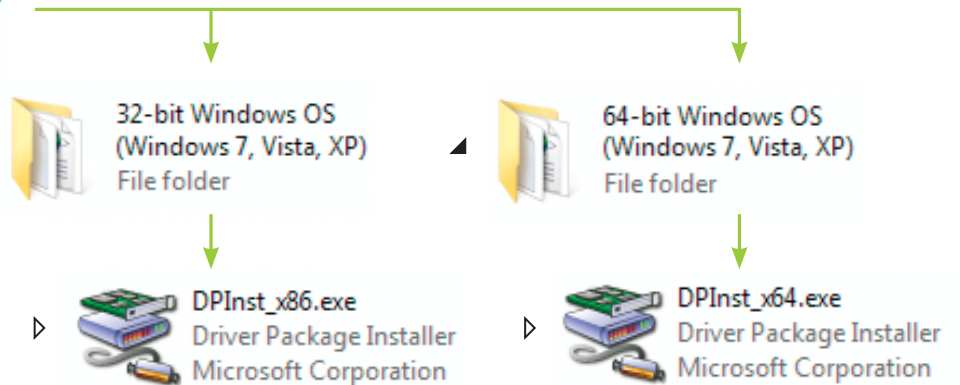 32-bit Windows OS
(Windows 7, Vista, XP)
File folder
64-bit Windows OS
(Windows 7, Vista, XP)
File folder
DPInst_x86.exe
Driver Package Installer
Microsoft Corporation
DPInst_x64.exe
Driver Package Installer
Microsoft Corporation